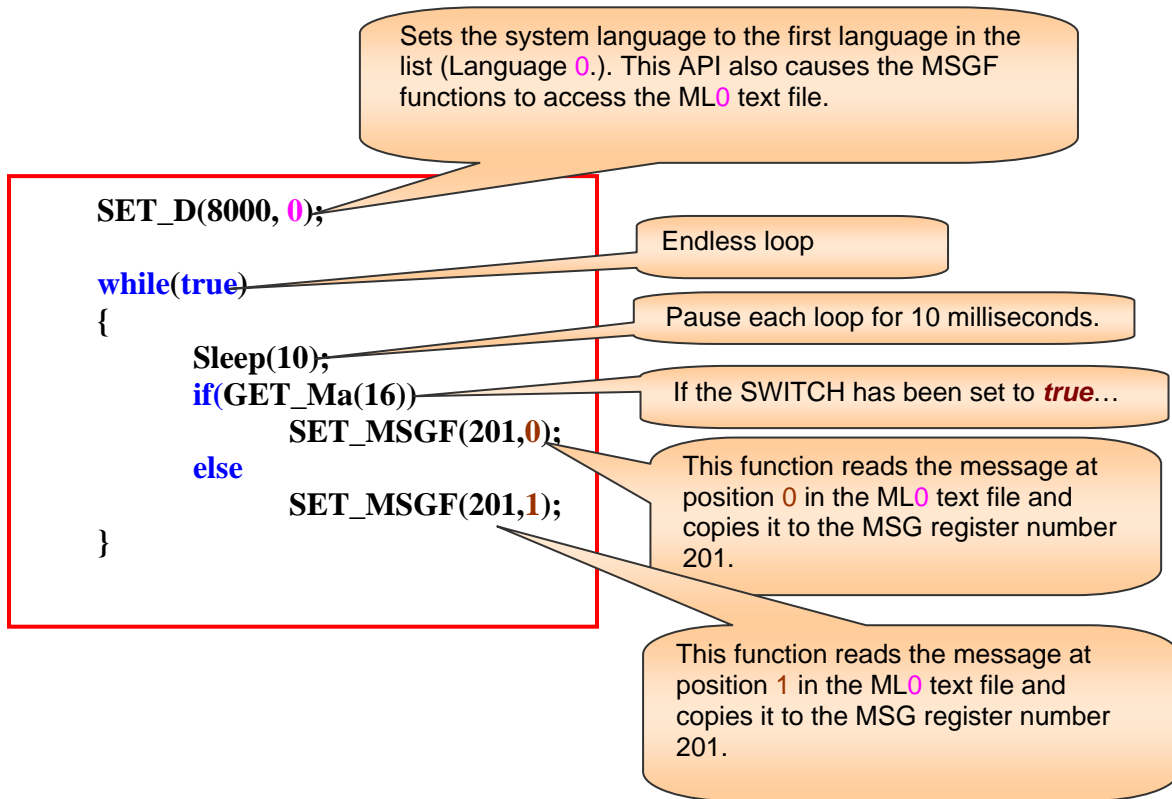 Sets the system language to the first language in the
list (Language 0.). This API also causes the MSGF
functions to access the ML0 text file.
SET_D(8000, 0);
Endless loop
while(true)
{
Pause each loop for 10 milliseconds.
Sleep(10);
If the SWITCH has been set to true…
if(GET_Ma(16))
SET_MSGF(201,0);
This function reads the message at
position 0 in the ML0 text file and
copies it to the MSG register number
201.
else
SET_MSGF(201,1);
}
This function reads the message at
position 1 in the ML0 text file and
copies it to the MSG register number
201.